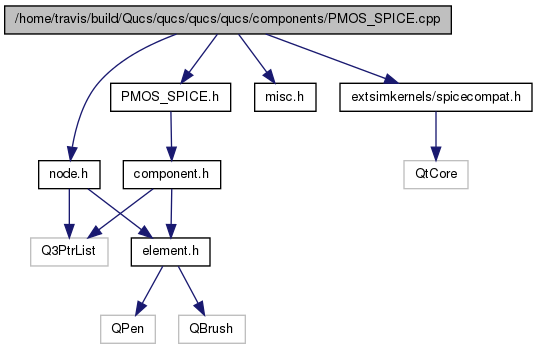 /home/travis/build/Qucs/qucs/qucs/qucs/components/PMOS_SPICE.cpp
PMOS_SPICE.h
misc.h
extsimkernels/spicecompat.h
node.h
component.h
QtCore
Q3PtrList
element.h
QPen
QBrush